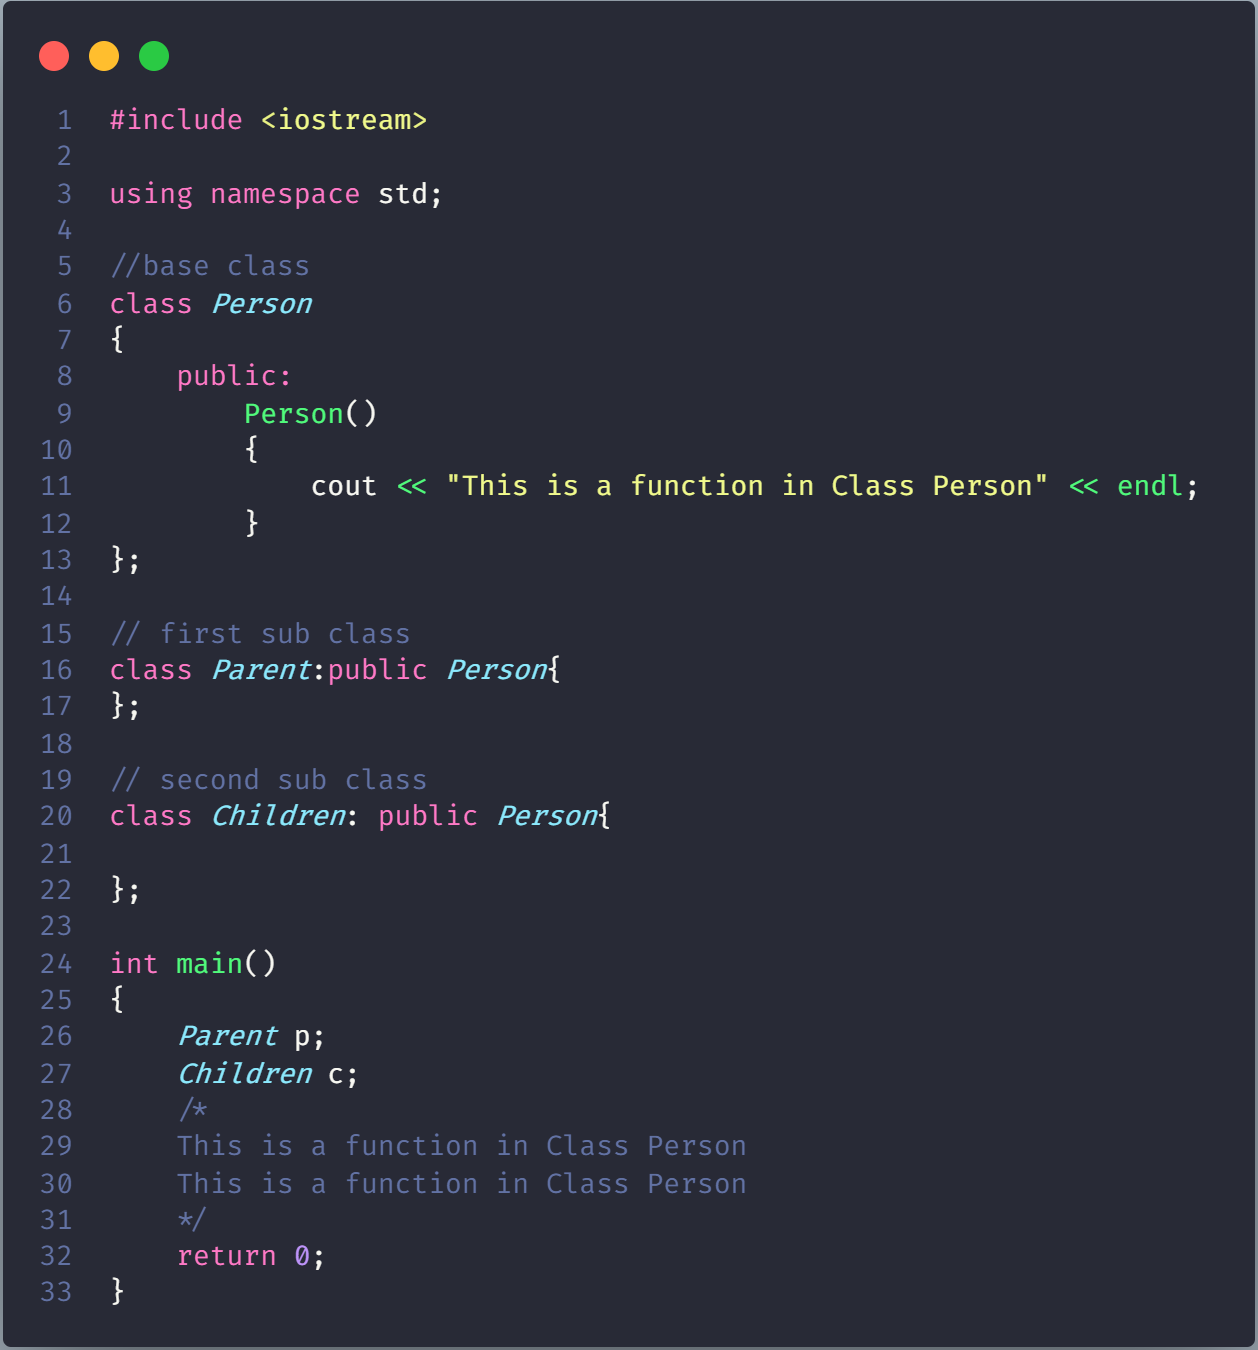 1 #include <iostream>
2
3 using namespace std;
4
5 //base class
6 class Person
7 {
8     public:
9         Person()
10         {
11             cout << "This is a function in Class Person" << endl;
12         }
13 };
14
15 // first sub class
16 class Parent:public Person{
17 };
18
19 // second sub class
20 class Children: public Person{
21
22 };
23
24 int main()
25 {
26     Parent p;
27     Children c;
28     /*
29     This is a function in Class Person
30     This is a function in Class Person
31     */
32     return 0;
33 }